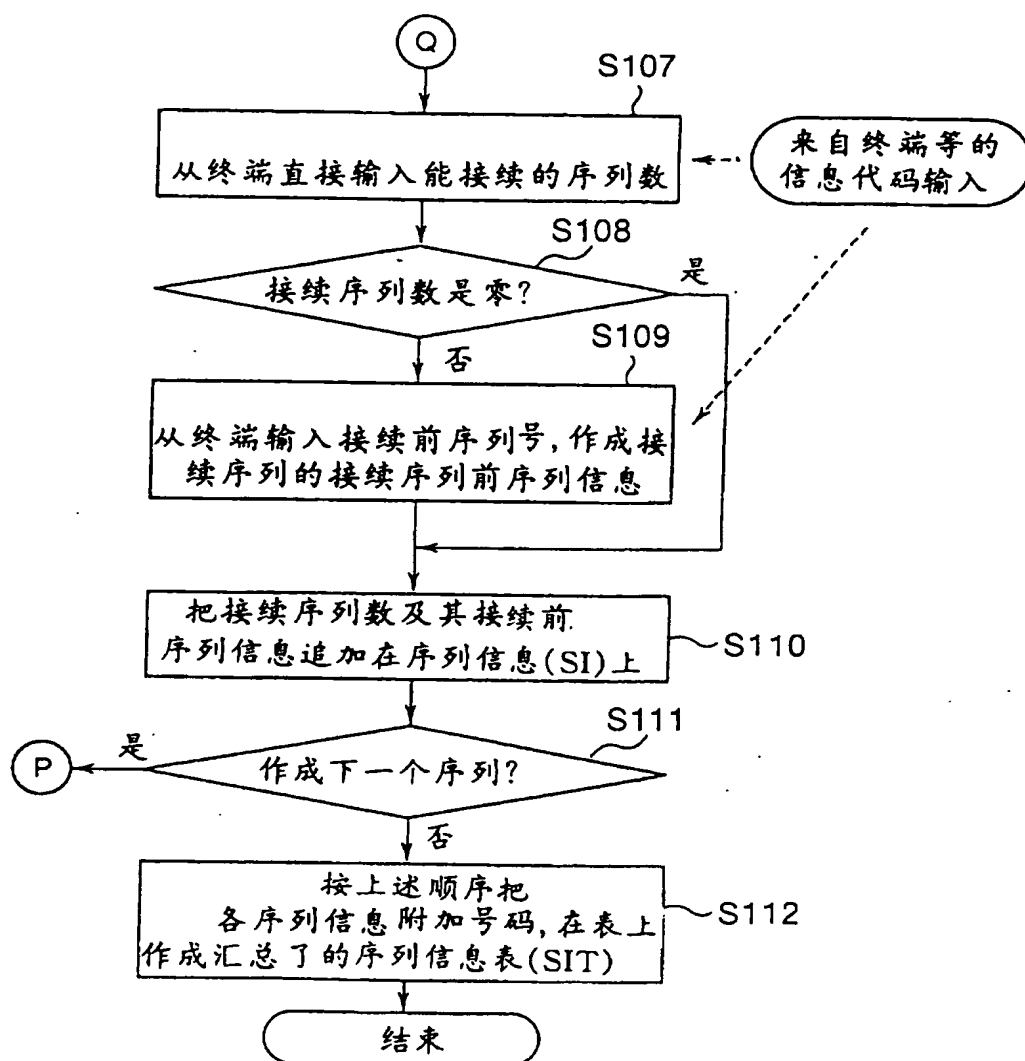 Q
S107
从终端直接输入能接续的序列数
来自终端等的
信息代码输入
S108
接续序列数是零?
是
否
S109
从终端输入接续前序列号,作成接
续序列的接续序列前序列信息
把接续序列数及其接续前
序列信息追加在序列信息(SI)上
S110
S111
作成下一个序列?
是
P
否
按上述顺序把
各序列信息附加号码,在表上
作成汇总了的序列信息表(SIT)
S112
结束